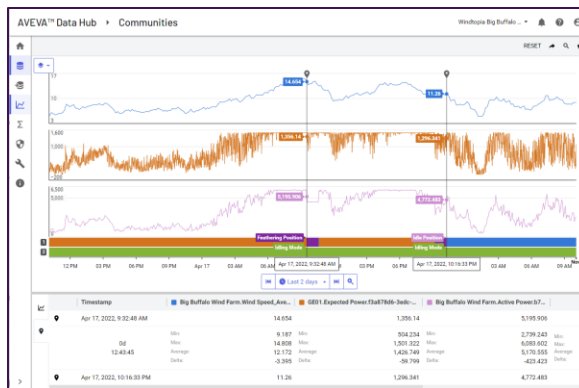 AVEVA™ Data Hub > Communities
Windtopia Big Buffalo ...
RESET
17
14.654
11.26
10
3
1,600
1,356.14
1,296.341
1,000
-200
6,500
5,000
5,195.906
4,772.483
0
Feathering Position
Idle Position
Idling Mode
Idling Mode
12 PM 03 PM 06 PM 09 PM Apr 17 03 AM 06 AM Apr 17, 2022, 9:32:48 AM 03 PM 06 PM Apr 17, 2022, 10:16:33 PM 03 AM 06 AM 09 AM
Last 2 days
Timestamp Big Buffalo Wind Farm.Wind Speed_Ave... GE01.Expected Power. Big Buffalo Wind Farm.Active Power.
Apr 17, 2022, 9:32:48 AM 14.654 1,356.14 5,195.906
Min: 9.187 Min: 504.234 Min: 2,739.243 Min:
0d Max: 14.808 Max: 1,501.322 Max: 6,083.602 Max:
12:43:45 Average: 12.172 Average: 1,426.749 Average: 5,170.555 Average:
Delta: -3.395 Delta: -59.799 Delta: -423.423 Delta:
Apr 17, 2022, 10:16:33 PM 11.26 1,296.341 4,772.483